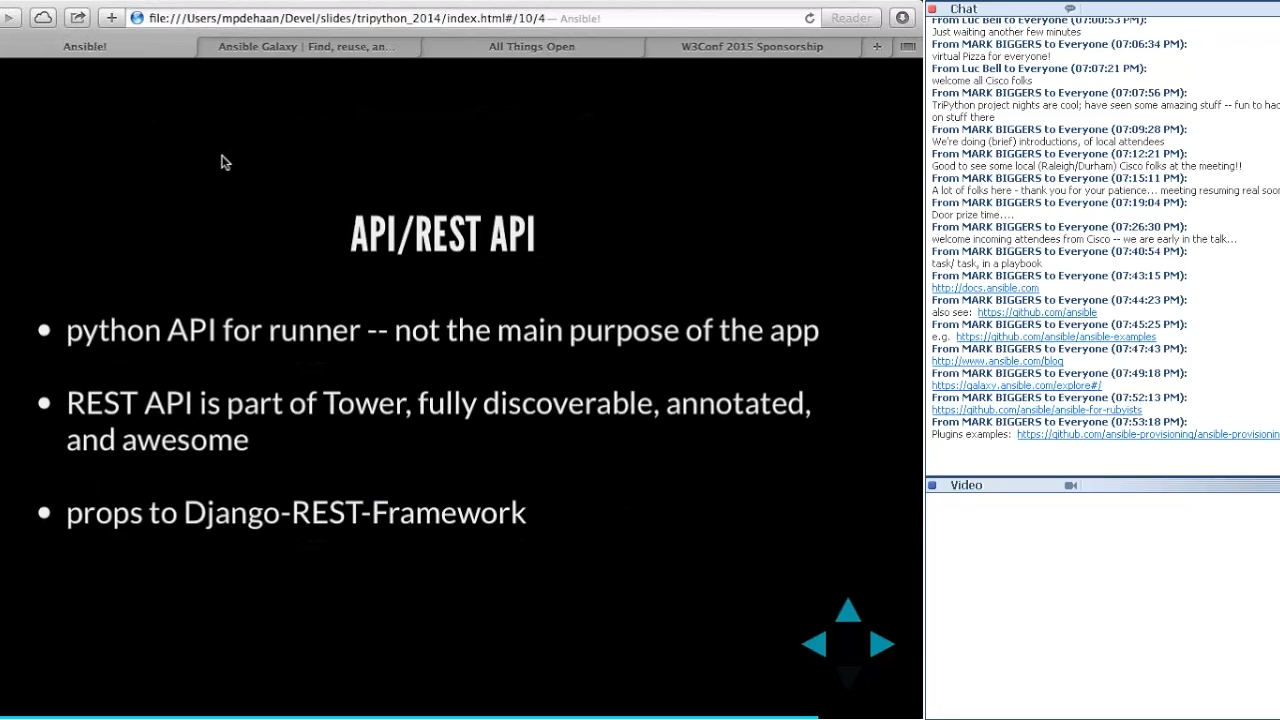 file:///Users/mpdehaan/Devel/slides/tripython_2014/index.html#/10/4 — Ansible!
Reader
Ansible!
Ansible Galaxy | Find, reuse, an...
All Things Open
W3Conf 2015 Sponsorship
API/REST API
python API for runner -- not the main purpose of the app
REST API is part of Tower, fully discoverable, annotated,
and awesome
props to Django-REST-Framework
Chat
From Luc Bell to Everyone (07:00:53 PM):
Just waiting another few minutes
From MARK BIGGERS to Everyone (07:06:34 PM):
virtual Pizza for everyone!
From Luc Bell to Everyone (07:07:21 PM):
welcome all Cisco folks
From MARK BIGGERS to Everyone (07:07:56 PM):
TriPython project nights are cool; have seen some amazing stuff -- fun to hac
on stuff there
From MARK BIGGERS to Everyone (07:09:28 PM):
We're doing (brief) introductions, of local attendees
From MARK BIGGERS to Everyone (07:12:21 PM):
Good to see some local (Raleigh/Durham) Cisco folks at the meeting!!
From MARK BIGGERS to Everyone (07:15:11 PM):
A lot of folks here - thank you for your patience... meeting resuming real soo
From MARK BIGGERS to Everyone (07:19:04 PM):
Door prize time....
From MARK BIGGERS to Everyone (07:26:30 PM):
welcome incoming attendees from Cisco -- we are early in the talk...
From MARK BIGGERS to Everyone (07:40:54 PM):
task/ task, in a playbook
From MARK BIGGERS to Everyone (07:43:15 PM):
http://docs.ansible.com
From MARK BIGGERS to Everyone (07:44:23 PM):
also see: https://github.com/ansible
From MARK BIGGERS to Everyone (07:45:25 PM):
e.g. https://github.com/ansible/ansible-examples
From MARK BIGGERS to Everyone (07:47:43 PM):
http://www.ansible.com/blog
From MARK BIGGERS to Everyone (07:49:18 PM):
https://galaxy.ansible.com/explore#/
From MARK BIGGERS to Everyone (07:52:13 PM):
https://github.com/ansible/ansible-for-rubyists
From MARK BIGGERS to Everyone (07:53:18 PM):
Plugins examples: https://github.com/ansible-provisioning/ansible-provisionin
Video